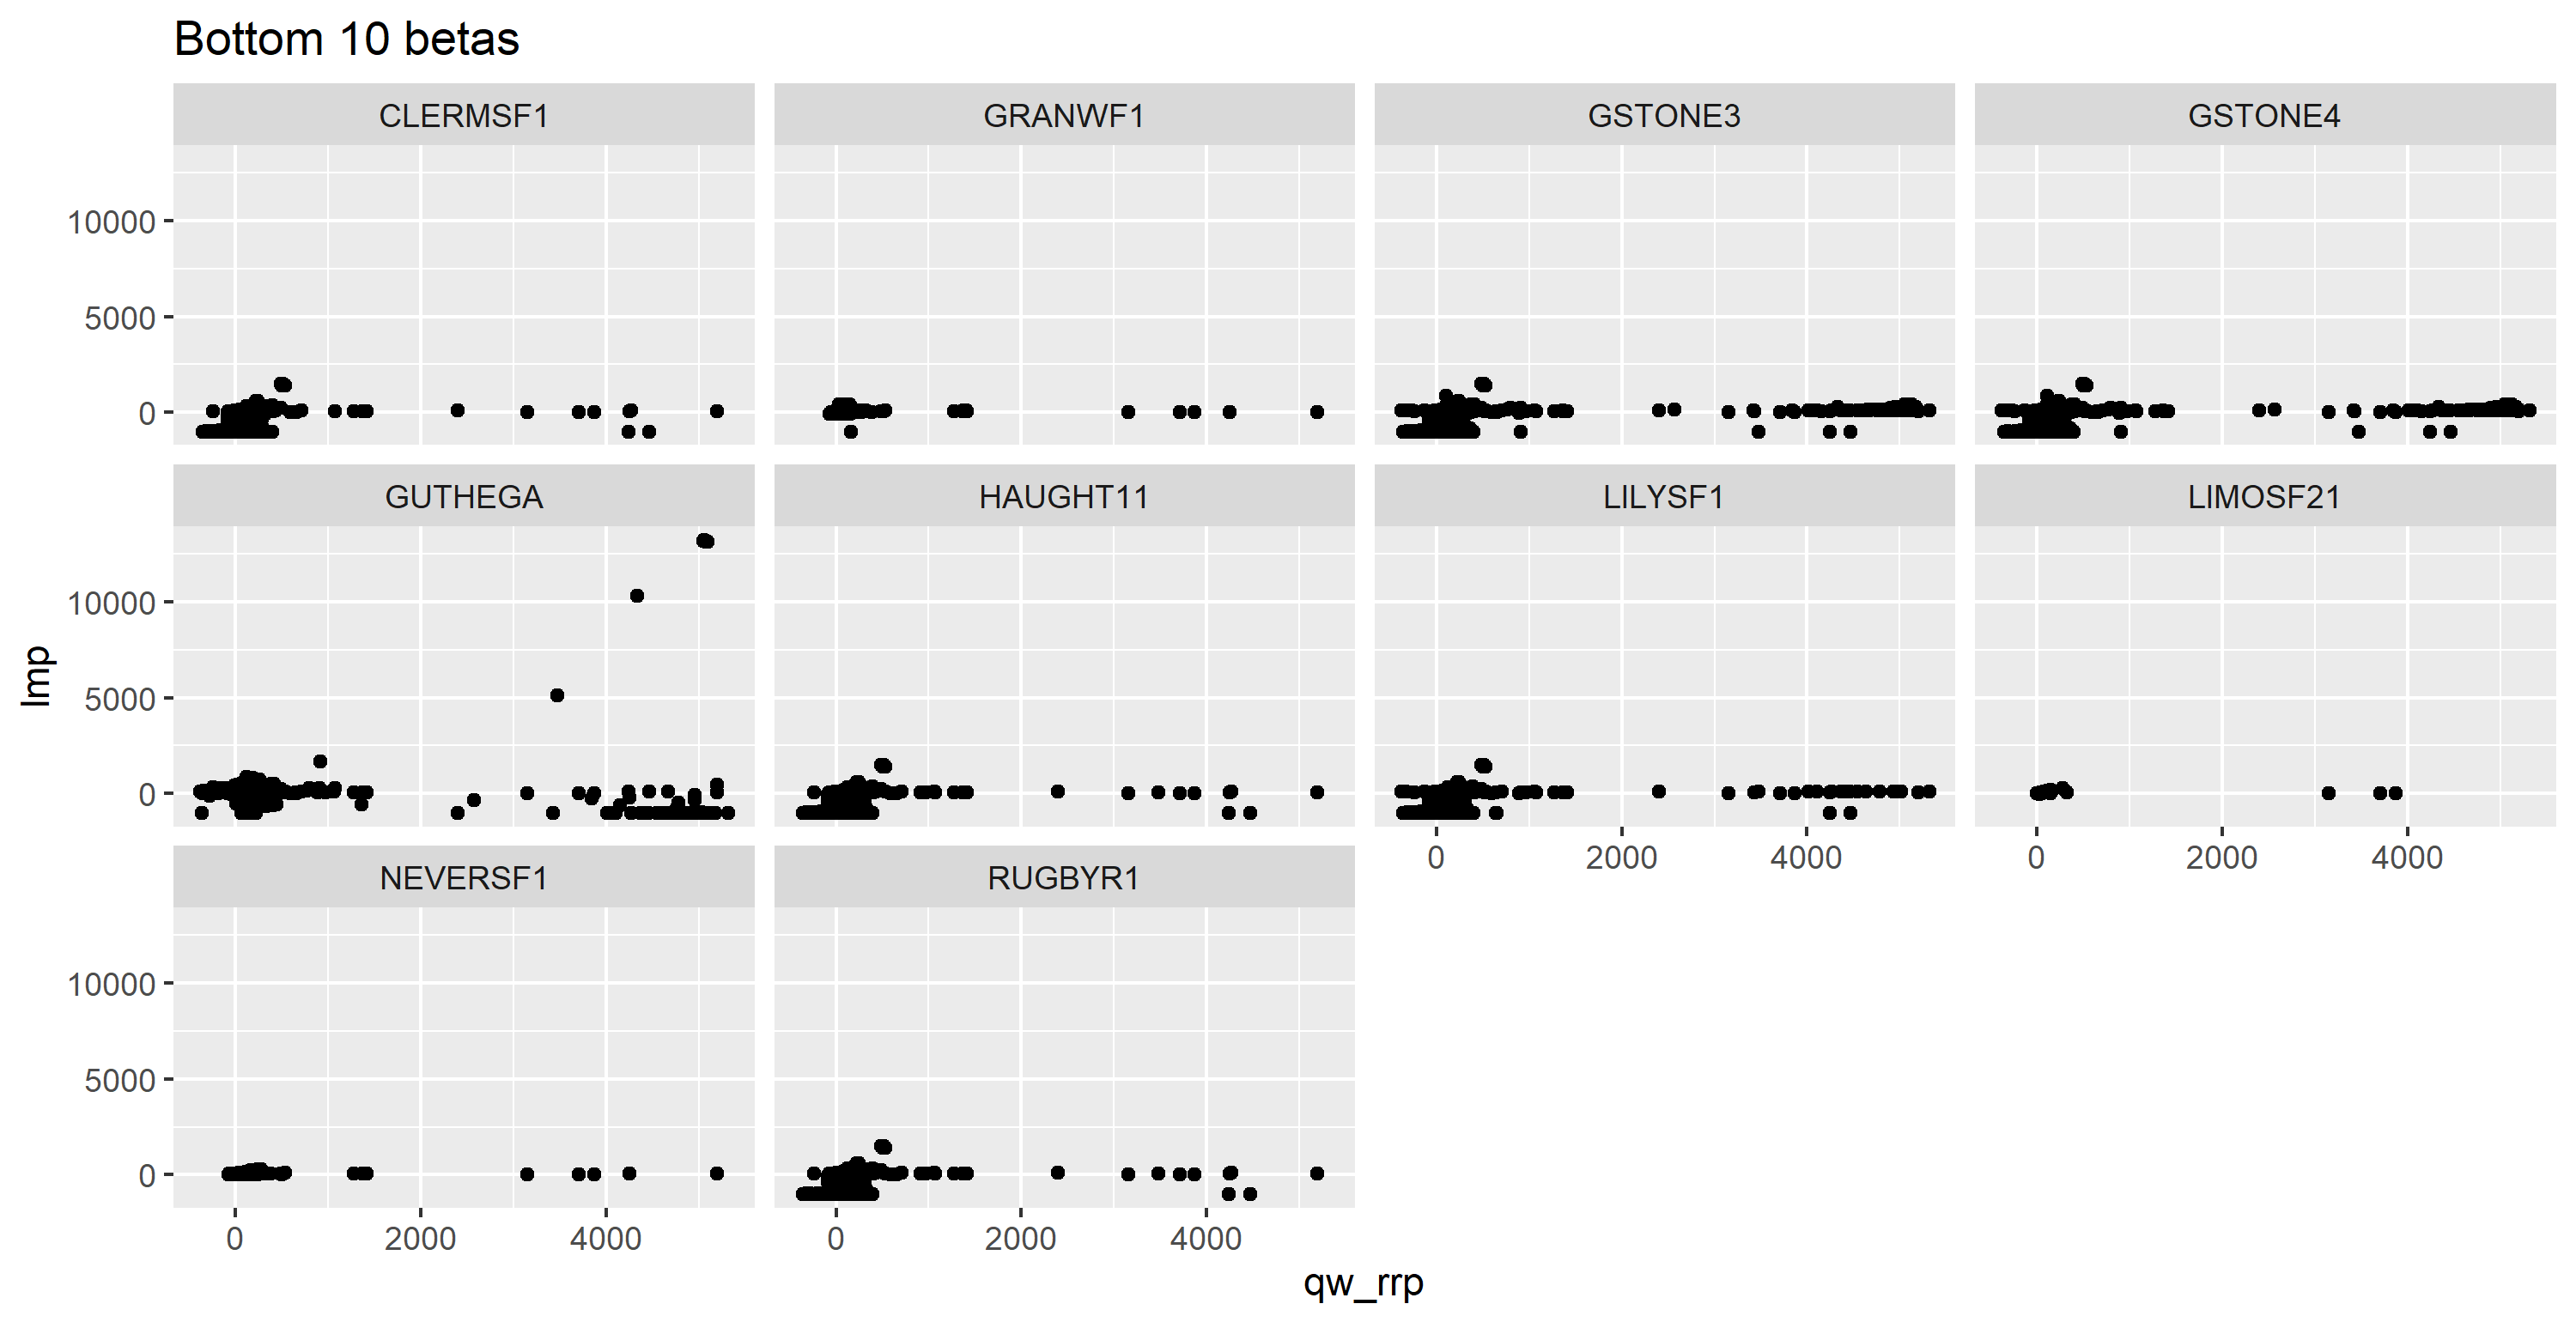 Bottom 10 betas
CLERMSF1 GRANWF1 GSTONE3 GSTONE4
10000
5000
0
GUTHEGA HAUGHT11 LILYSF1 LIMOSF21
10000
5000
0
lmp
0 2000 4000 0 2000 4000
NEVERSF1 RUGBYR1
10000
5000
0
0 2000 4000 0 2000 4000
qw_rrp